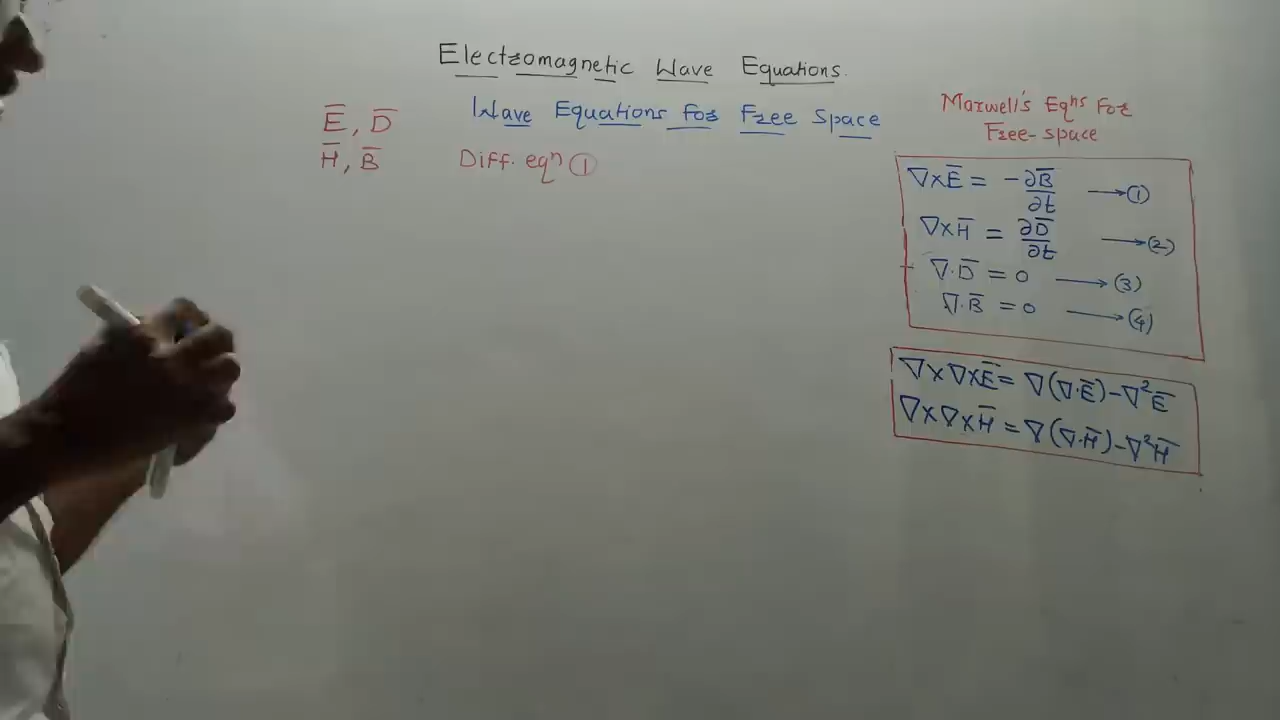 Electromagnetic Wave Equations.
Wave Equations For Free Space
E̅, D̅
H̅, B̅
Diff. eqⁿ ①
Maxwell's Eqⁿˢ For
Free-space
∇×E̅ = -∂B̅/∂t → ①
∇×H̅ = ∂D̅/∂t → (2)
∇·D̅ = 0 → (3)
∇·B̅ = 0 → (4)
∇×∇×E̅ = ∇(∇·E̅)-∇²E̅
∇×∇×H̅ = ∇(∇·H̅)-∇²H̅